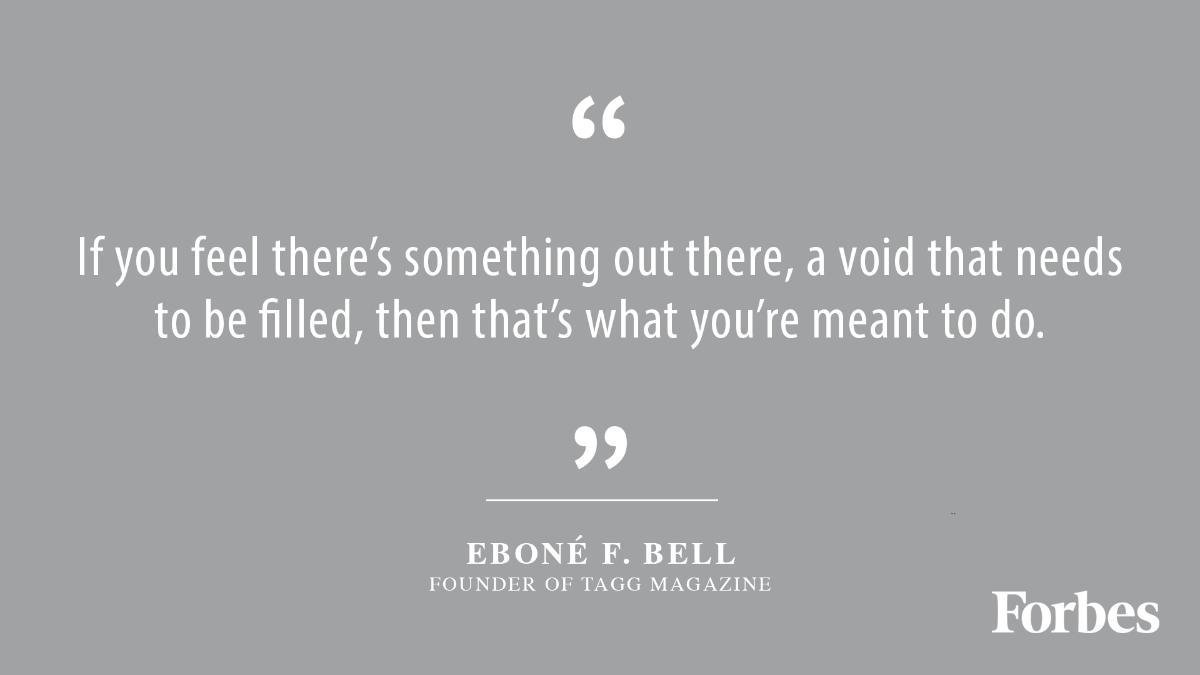 “
If you feel there’s something out there, a void that needs
to be filled, then that’s what you’re meant to do.
”
EBONÉ F. BELL
FOUNDER OF TAGG MAGAZINE
Forbes